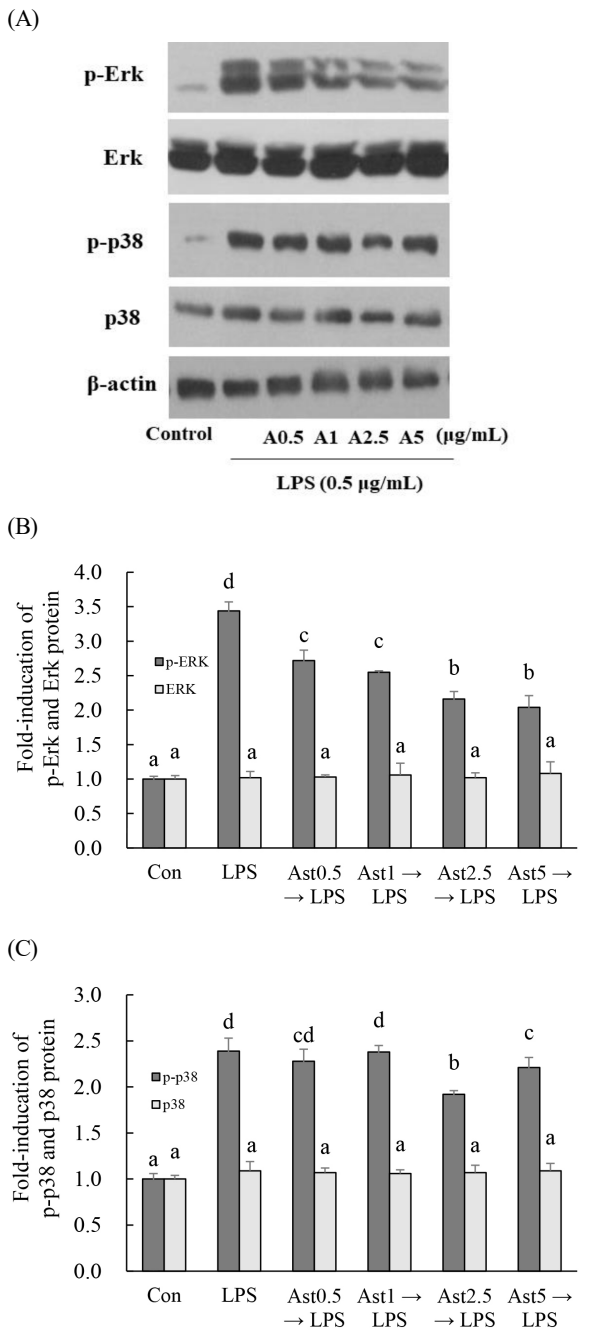 (A)
p-Erk
Erk
p-p38
p38
β-actin
Control A0.5 A1 A2.5 A5 (μg/mL)
LPS (0.5 μg/mL)
(B)
Fold-inducation of
p-Erk and Erk protein
4.0
3.5
3.0
2.5
2.0
1.5
1.0
0.5
0.0
p-ERK
ERK
a a d a c a c a b a b a
Con LPS Ast0.5 Ast1 → Ast2.5 Ast5 →
→ LPS LPS → LPS LPS
(C)
Fold-inducation of
p-p38 and p38 protein
3.0
2.5
2.0
1.5
1.0
0.5
0.0
p-p38
p38
a a d a cd a d a b a c a
Con LPS Ast0.5 Ast1 → Ast2.5 Ast5 →
→ LPS LPS → LPS LPS